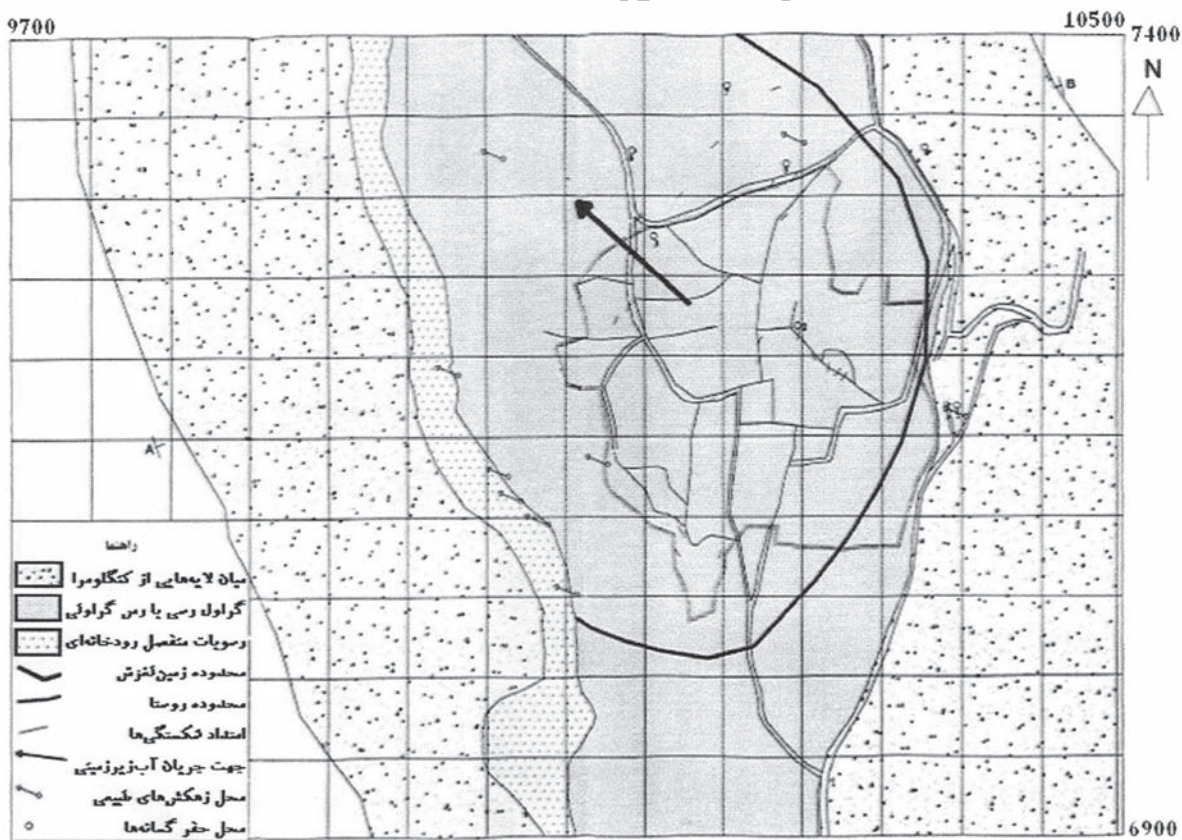 9700
10500
7400
N
B
A
راهنما
میان لایه‌هایی از کنگلومرا
گراول رسی یا رس گراولی
رسوبات منفصل رودخانه‌ای
محدوده زمین‌لغزش
محدوده روستا
امتداد شکستگی‌ها
جهت جریان آب‌زیرزمینی
محل زهکش‌های طبیعی
محل حفر گمانه‌ها
6900